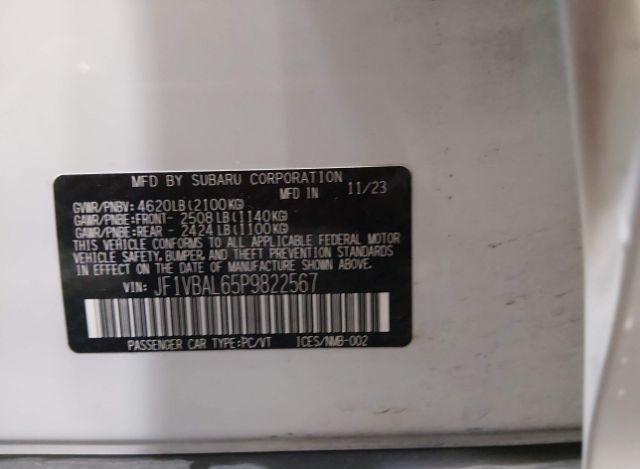 MFD BY SUBARU CORPORATION
MFD IN 11/23
GVWR/PNBV: 4620LB(2100KG)
GAWR/PNBE:FRONT- 2508LB(1140KG)
GAWR/PNBE:REAR - 2424LB(1100KG)
THIS VEHICLE CONFORMS TO ALL APPLICABLE FEDERAL MOTOR
VEHICLE SAFETY, BUMPER, AND THEFT PREVENTION STANDARDS
IN EFFECT ON THE DATE OF MANUFACTURE SHOWN ABOVE.
VIN: JF1VBAL65P9822567
PASSENGER CAR TYPE:PC/VT ICES/NMB-002